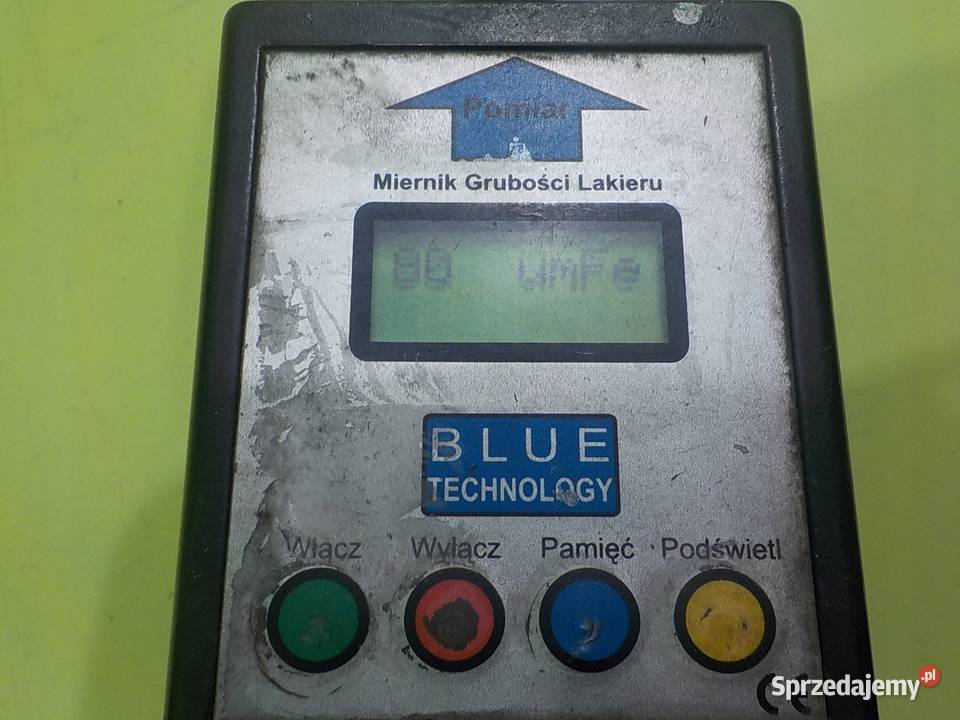 Pomiar
Miernik Grubości Lakieru
80 umFe
BLUE
TECHNOLOGY
Włącz Wyłącz Pamięć Podświetl
CE
Sprzedajemy.pl